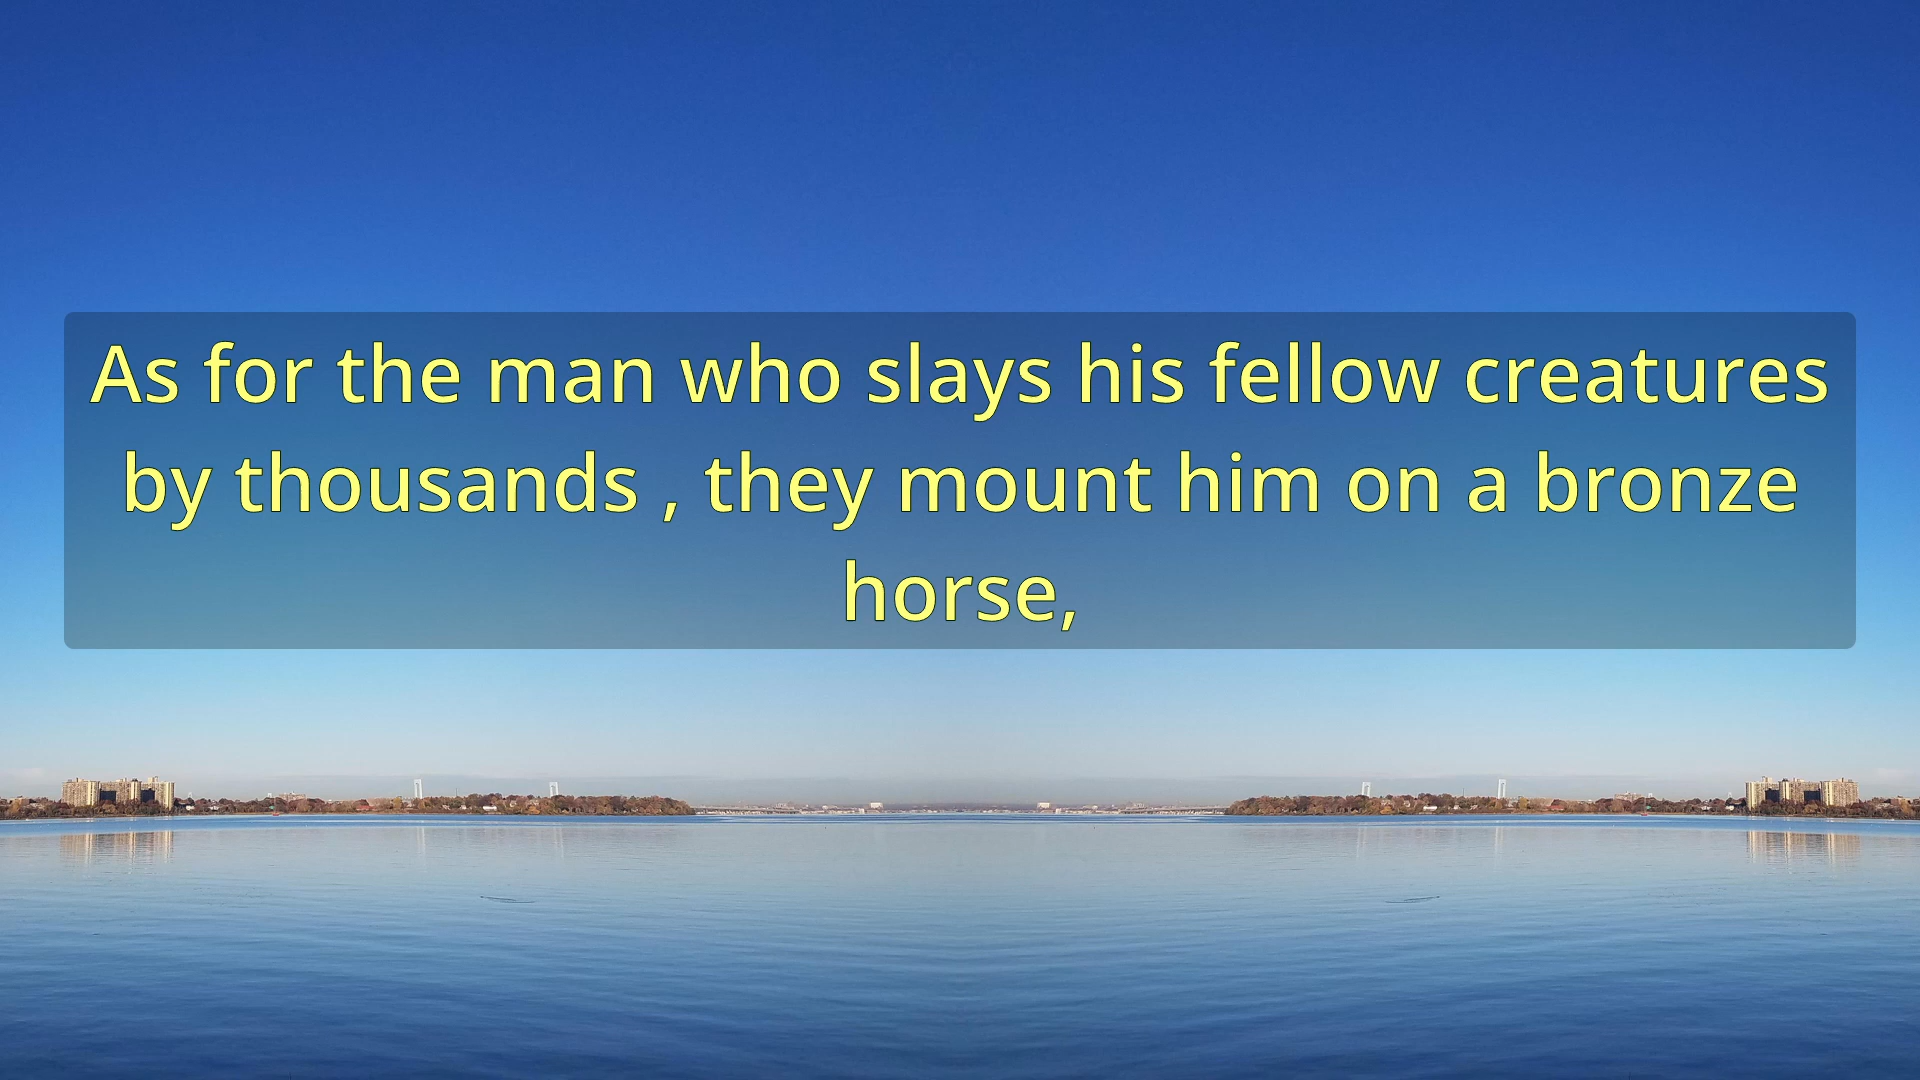 As for the man who slays his fellow creatures
by thousands , they mount him on a bronze
horse,